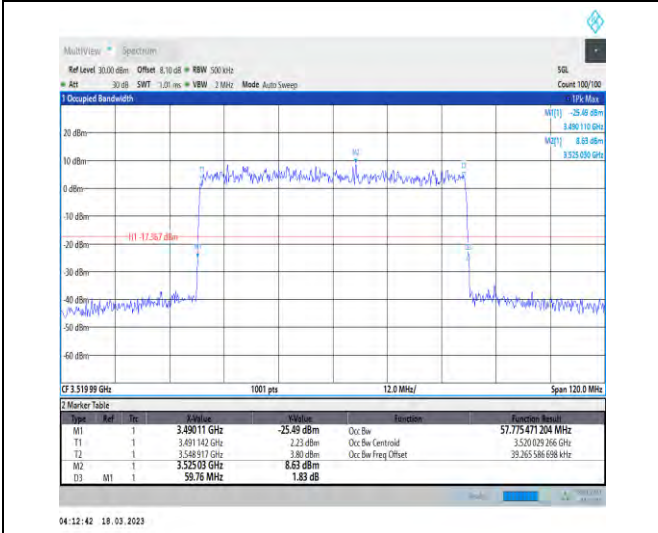 MultiView Spectrum
Ref Level 30.00 dBm Offset 8.10 dB RBW 500 kHz SGL
Att 30 dB SWT 1.01 ms VBW 2 MHz Mode Auto Sweep Count 100/100
1 Occupied Bandwidth 1Pk Max
M1[1] -25.49 dBm
3.490 110 GHz
20 dBm
M2[1] 8.63 dBm
3.525 030 GHz
M2
10 dBm
0 dBm
-10 dBm
H1 -17.367 dBm
-20 dBm
-30 dBm
-40 dBm
-50 dBm
-60 dBm
CF 3.519 99 GHz 1001 pts 12.0 MHz/ Span 120.0 MHz
2 Marker Table
Type Ref Trc X-Value Y-Value Function Function Result
M1 1 3.490 11 GHz -25.49 dBm Occ Bw 57.775 471 204 MHz
T1 1 3.491 142 GHz 2.23 dBm Occ Bw Centroid 3.520 029 266 GHz
T2 1 3.548 917 GHz 3.80 dBm Occ Bw Freq Offset 39.265 586 698 kHz
M2 1 3.525 03 GHz 8.63 dBm
D3 M1 1 59.76 MHz 1.83 dB
04:12:42 18.03.2023